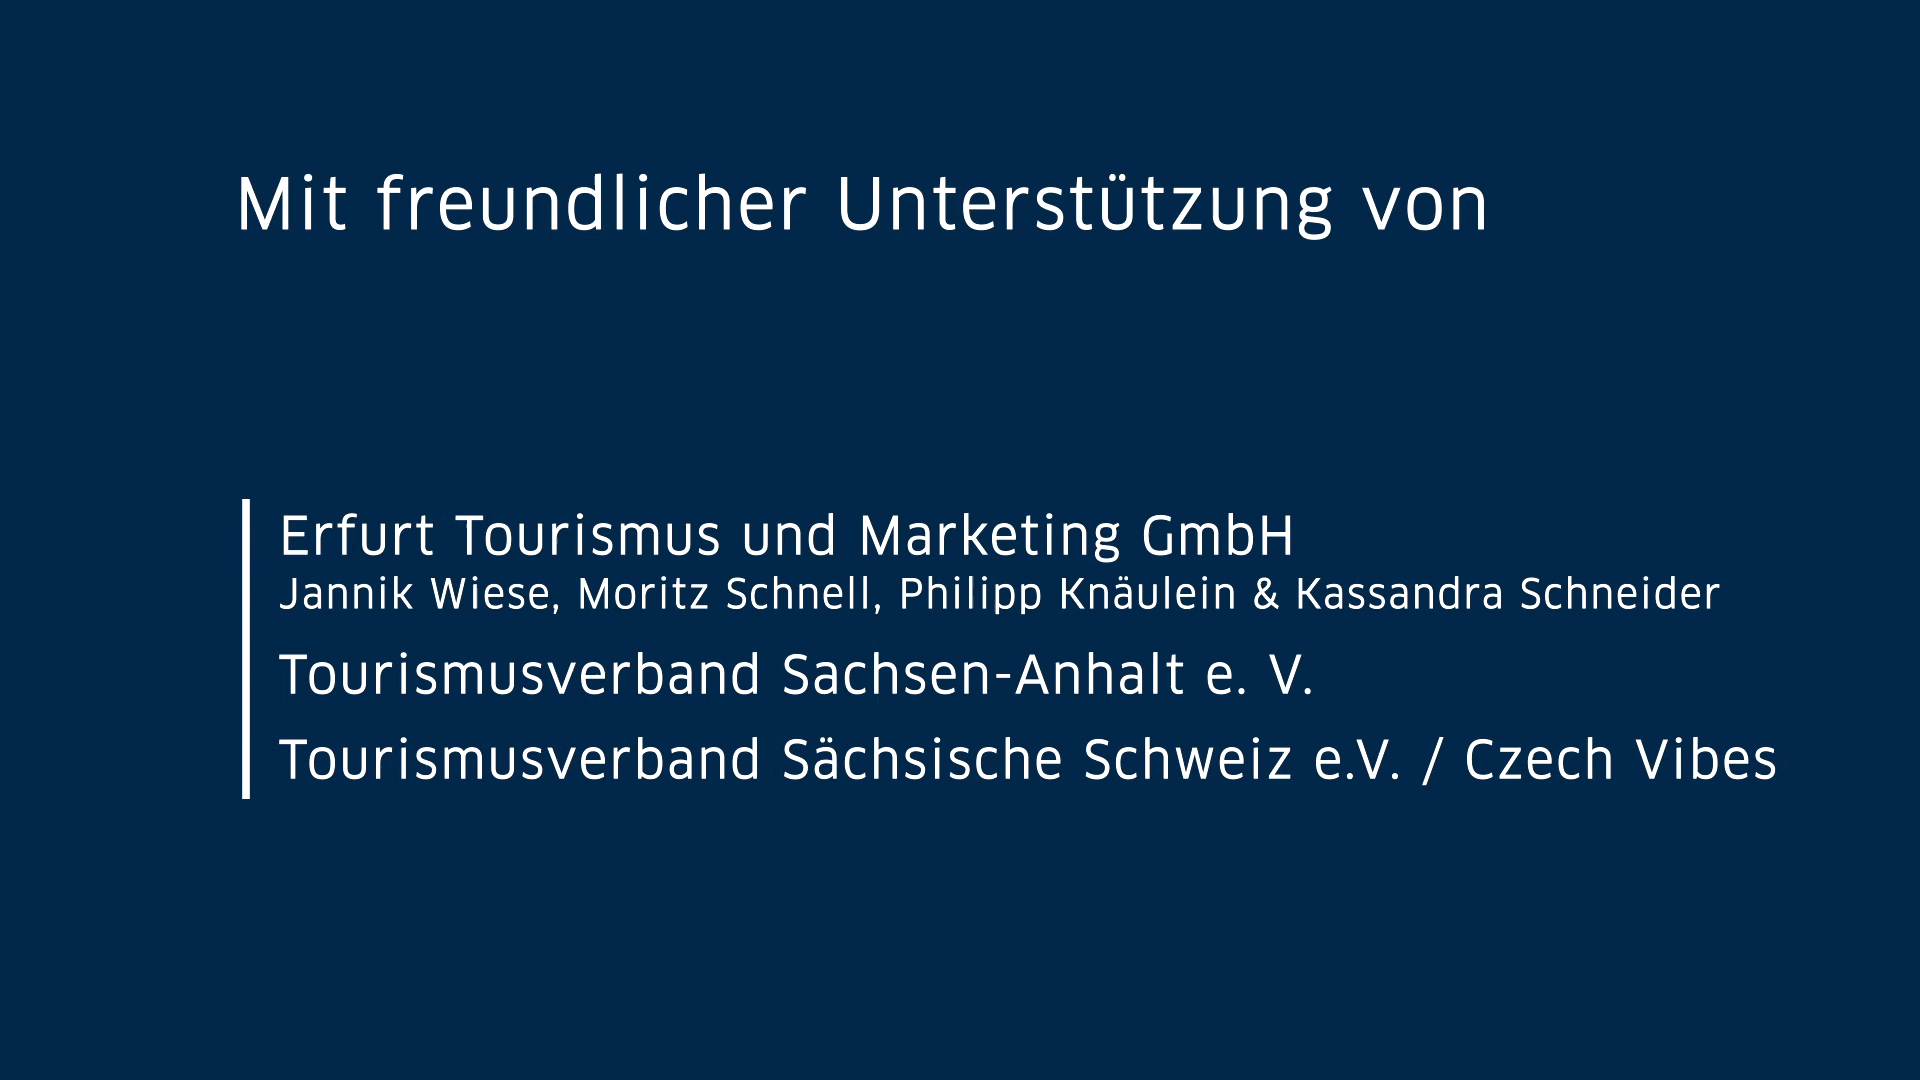 Mit freundlicher Unterstützung von
Erfurt Tourismus und Marketing GmbH
Jannik Wiese, Moritz Schnell, Philipp Knäulein & Kassandra Schneider
Tourismusverband Sachsen-Anhalt e. V.
Tourismusverband Sächsische Schweiz e.V. / Czech Vibes